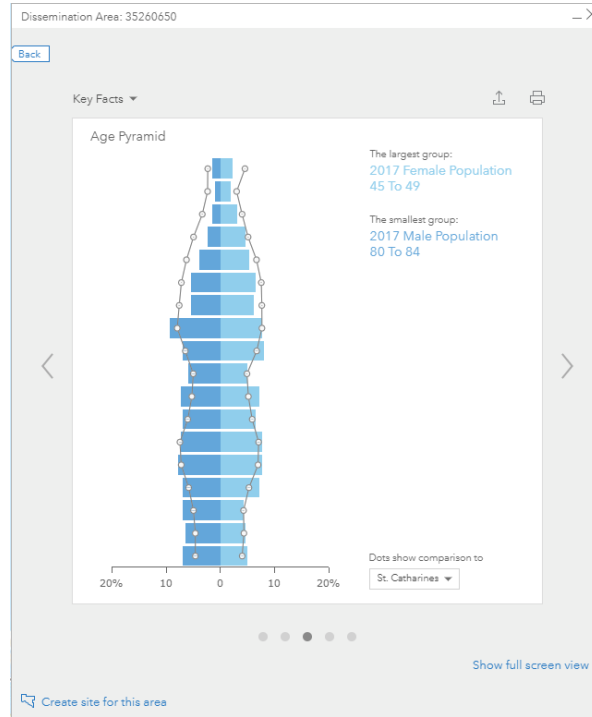 Dissemination Area: 35260650
Back
Key Facts
Age Pyramid
The largest group:
2017 Female Population
45 To 49
The smallest group:
2017 Male Population
80 To 84
20% 10 0 10 20%
Dots show comparison to
St. Catharines
Show full screen view
Create site for this area